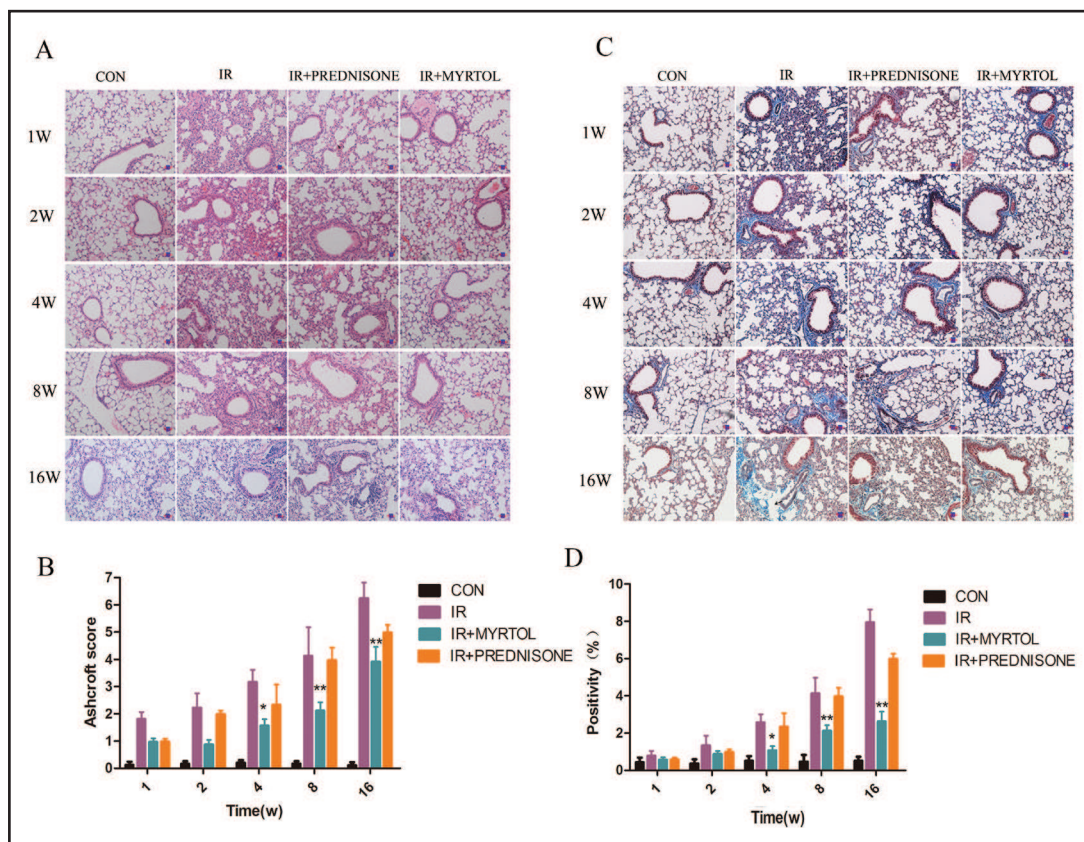 A
CON IR IR+PREDNISONE IR+MYRTOL
1W
2W
4W
8W
16W
C
CON IR IR+PREDNISONE IR+MYRTOL
1W
2W
4W
8W
16W
B
Ashcroft score
7
6
5
4
3
2
1
0
* ** **
1 2 4 8 16
Time(w)
CON
IR
IR+MYRTOL
IR+PREDNISONE
D
Positivity (%)
10
8
6
4
2
0
* ** **
1 2 4 8 16
Time(w)
CON
IR
IR+MYRTOL
IR+PREDNISONE